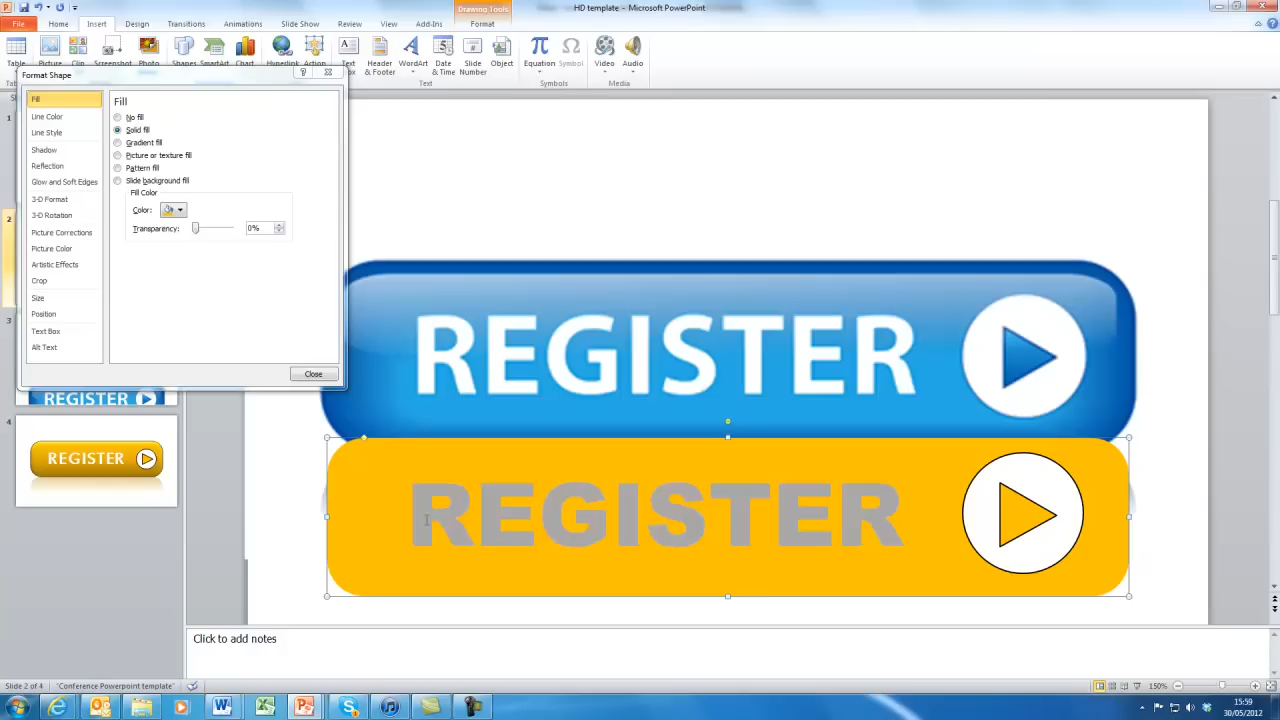 HD template – Microsoft PowerPoint
Drawing Tools
File Home Insert Design Transitions Animations Slide Show Review View Add-Ins Format
Table Picture Clip Screenshot Photo Shapes SmartArt Chart Hyperlink Action Text Header & Footer WordArt Date & Time Slide Number Object Equation Symbol Video Audio
Text Symbols Media
Format Shape
Fill
Line Color
Line Style
Shadow
Reflection
Glow and Soft Edges
3-D Format
3-D Rotation
Picture Corrections
Picture Color
Artistic Effects
Crop
Size
Position
Text Box
Alt Text
Fill
No fill
Solid fill
Gradient fill
Picture or texture fill
Pattern fill
Slide background fill
Fill Color
Color:
Transparency: 0%
Close
1
2
3
REGISTER
4
REGISTER
REGISTER
REGISTER
Click to add notes
Slide 2 of 4 "Conference Powerpoint template" 150%
15:59
30/05/2012